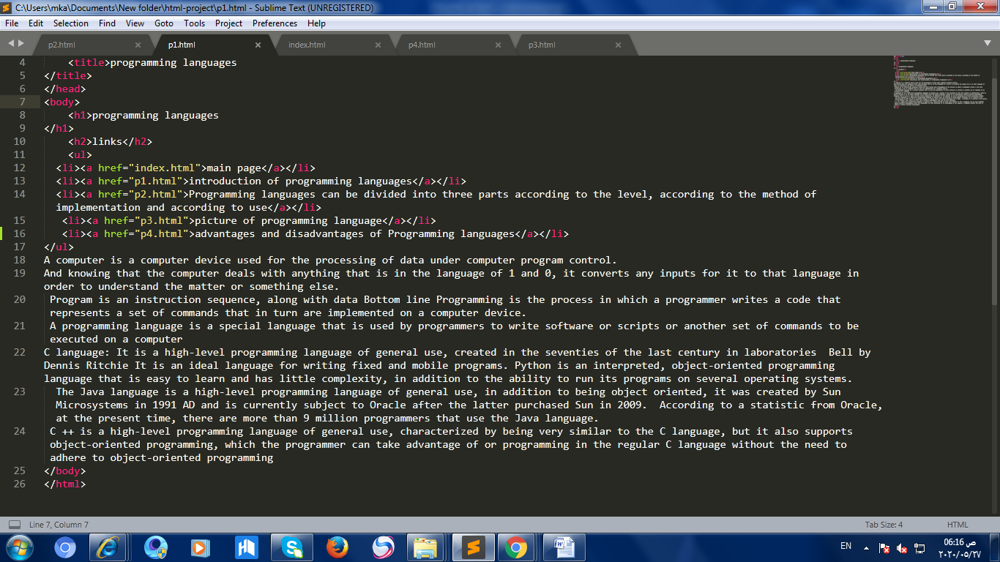 C:\Users\mka\Documents\New folder\html-project\p1.html - Sublime Text (UNREGISTERED)
File Edit Selection Find View Goto Tools Project Preferences Help
p2.html p1.html index.html p4.html p3.html
4 <title>programming languages
5 </title>
6 </head>
7 <body>
8 <h1>programming languages
9 </h1>
10 <h2>links</h2>
11 <ul>
12 <li><a href="index.html">main page</a></li>
13 <li><a href="p1.html">introduction of programming languages</a></li>
14 <li><a href="p2.html">Programming languages can be divided into three parts according to the level, according to the method of
implementation and according to use</a></li>
15 <li><a href="p3.html">picture of programming language</a></li>
16 <li><a href="p4.html">advantages and disadvantages of Programming languages</a></li>
17 </ul>
18 A computer is a computer device used for the processing of data under computer program control.
19 And knowing that the computer deals with anything that is in the language of 1 and 0, it converts any inputs for it to that language in
order to understand the matter or something else.
20 Program is an instruction sequence, along with data Bottom line Programming is the process in which a programmer writes a code that
represents a set of commands that in turn are implemented on a computer device.
21 A programming language is a special language that is used by programmers to write software or scripts or another set of commands to be
executed on a computer
22 C language: It is a high-level programming language of general use, created in the seventies of the last century in laboratories  Bell by
Dennis Ritchie It is an ideal language for writing fixed and mobile programs. Python is an interpreted, object-oriented programming
language that is easy to learn and has little complexity, in addition to the ability to run its programs on several operating systems.
23 The Java language is a high-level programming language of general use, in addition to being object oriented, it was created by Sun
Microsystems in 1991 AD and is currently subject to Oracle after the latter purchased Sun in 2009.  According to a statistic from Oracle,
at the present time, there are more than 9 million programmers that use the Java language.
24 C ++ is a high-level programming language of general use, characterized by being very similar to the C language, but it also supports
object-oriented programming, which the programmer can take advantage of or programming in the regular C language without the need to
adhere to object-oriented programming
25 </body>
26 </html>
Line 7, Column 7 Tab Size: 4 HTML
EN
06:16 ص
٢٠٢٠/٠٥/٢٧